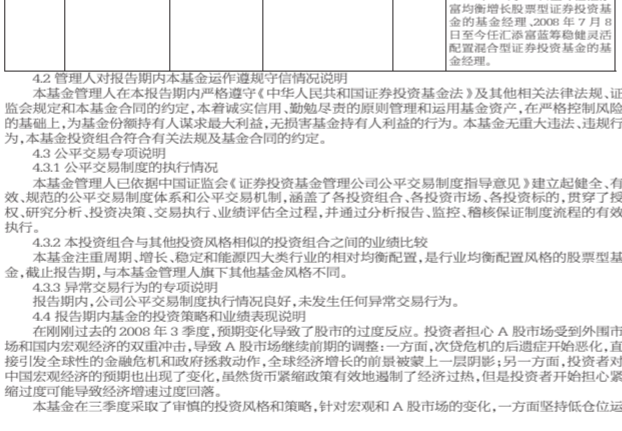 富均衡增长股票型证券投资基
金的基金经理、2008 年 7 月 8
日至今任汇添富蓝筹稳健灵活
配置混合型证券投资基金的基
金经理。
4.2 管理人对报告期内本基金运作遵规守信情况说明
本基金管理人在本报告期内严格遵守《中华人民共和国证券投资基金法》及其他相关法律法规、证
监会规定和本基金合同的约定,本着诚实信用、勤勉尽责的原则管理和运用基金资产,在严格控制风险
的基础上,为基金份额持有人谋求最大利益,无损害基金持有人利益的行为。本基金无重大违法、违规行
为,本基金投资组合符合有关法规及基金合同的约定。
4.3 公平交易专项说明
4.3.1 公平交易制度的执行情况
本基金管理人已依据中国证监会《证券投资基金管理公司公平交易制度指导意见》建立起健全、有
效、规范的公平交易制度体系和公平交易机制,涵盖了各投资组合、各投资市场、各投资标的,贯穿了授
权、研究分析、投资决策、交易执行、业绩评估全过程,并通过分析报告、监控、稽核保证制度流程的有效
执行。
4.3.2 本投资组合与其他投资风格相似的投资组合之间的业绩比较
本基金注重周期、增长、稳定和能源四大类行业的相对均衡配置,是行业均衡配置风格的股票型基
金,截止报告期,与本基金管理人旗下其他基金风格不同。
4.3.3 异常交易行为的专项说明
报告期内,公司公平交易制度执行情况良好,未发生任何异常交易行为。
4.4 报告期内基金的投资策略和业绩表现说明
在刚刚过去的 2008 年 3 季度,预期变化导致了股市的过度反应。投资者担心 A 股市场受到外围市
场和国内宏观经济的双重冲击,导致 A 股市场继续前期的调整:一方面,次贷危机的后遗症开始恶化,直
接引发全球性的金融危机和政府拯救动作,全球经济增长的前景被蒙上一层阴影;另一方面,投资者对
中国宏观经济的预期也出现了变化,虽然货币紧缩政策有效地遏制了经济过热,但是投资者开始担心紧
缩过度可能导致经济增速过度回落。
本基金在三季度采取了审慎的投资风格和策略,针对宏观和 A 股市场的变化,一方面坚持低仓位运